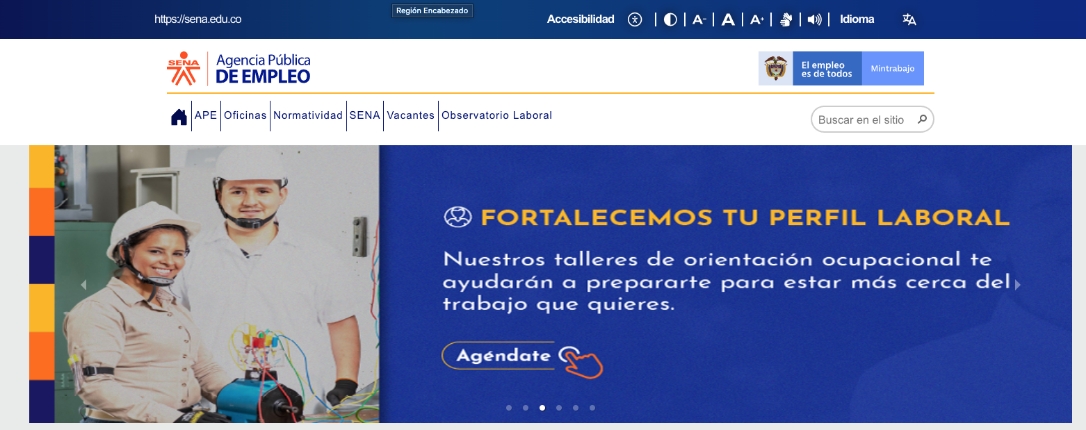 https://sena.edu.co
Región Encabezado
Accesibilidad
A-
A
A+
Idioma
SENA
Agencia Pública
DE EMPLEO
El empleo
es de todos
Mintrabajo
APE
Oficinas
Normatividad
SENA
Vacantes
Observatorio Laboral
Buscar en el sitio
FORTALECEMOS TU PERFIL LABORAL
Nuestros talleres de orientación ocupacional te
ayudarán a prepararte para estar más cerca del
trabajo que quieres.
Agéndate